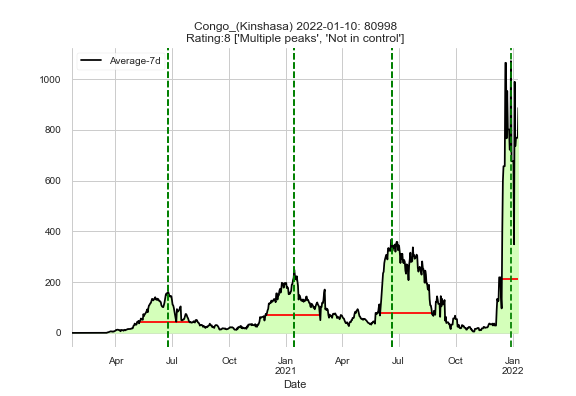 Congo_(Kinshasa) 2022-01-10: 80998
Rating:8 ['Multiple peaks', 'Not in control']
Average-7d
1000
800
600
400
200
0
Apr Jul Oct Jan Apr Jul Oct Jan
2021 2022
Date